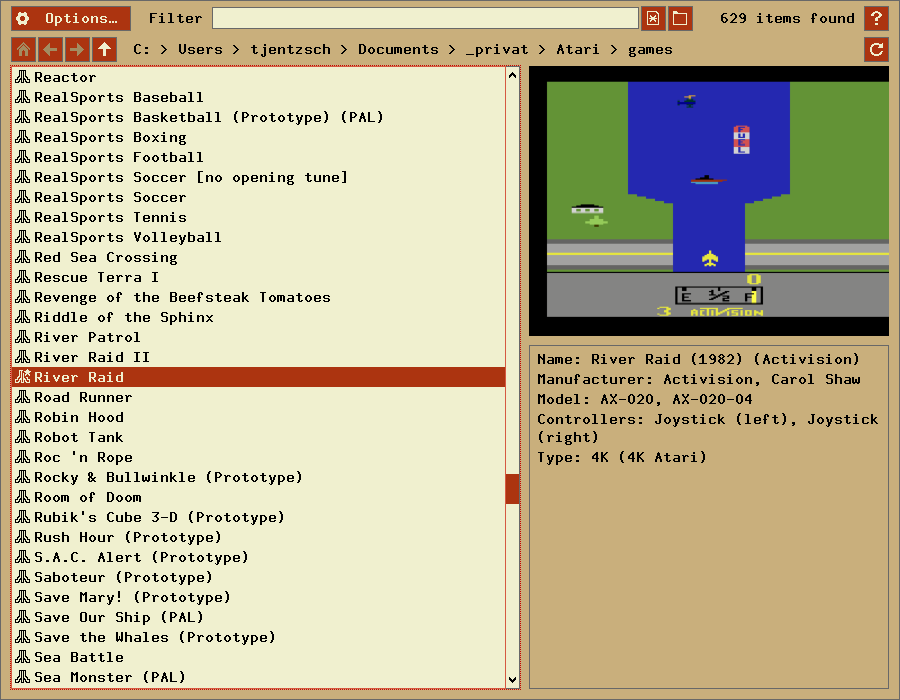 Options… Filter 629 items found ?
C: > Users > tjentzsch > Documents > _privat > Atari > games
Reactor
RealSports Baseball
RealSports Basketball (Prototype) (PAL)
RealSports Boxing
RealSports Football
RealSports Soccer [no opening tune]
RealSports Soccer
RealSports Tennis
RealSports Volleyball
Red Sea Crossing
Rescue Terra I
Revenge of the Beefsteak Tomatoes
Riddle of the Sphinx
River Patrol
River Raid II
River Raid
Road Runner
Robin Hood
Robot Tank
Roc 'n Rope
Rocky & Bullwinkle (Prototype)
Room of Doom
Rubik's Cube 3-D (Prototype)
Rush Hour (Prototype)
S.A.C. Alert (Prototype)
Saboteur (Prototype)
Save Mary! (Prototype)
Save Our Ship (PAL)
Save the Whales (Prototype)
Sea Battle
Sea Monster (PAL)
FUEL
0
E 1/2 F
3 ACTIVISION
Name: River Raid (1982) (Activision)
Manufacturer: Activision, Carol Shaw
Model: AX-020, AX-020-04
Controllers: Joystick (left), Joystick
(right)
Type: 4K (4K Atari)